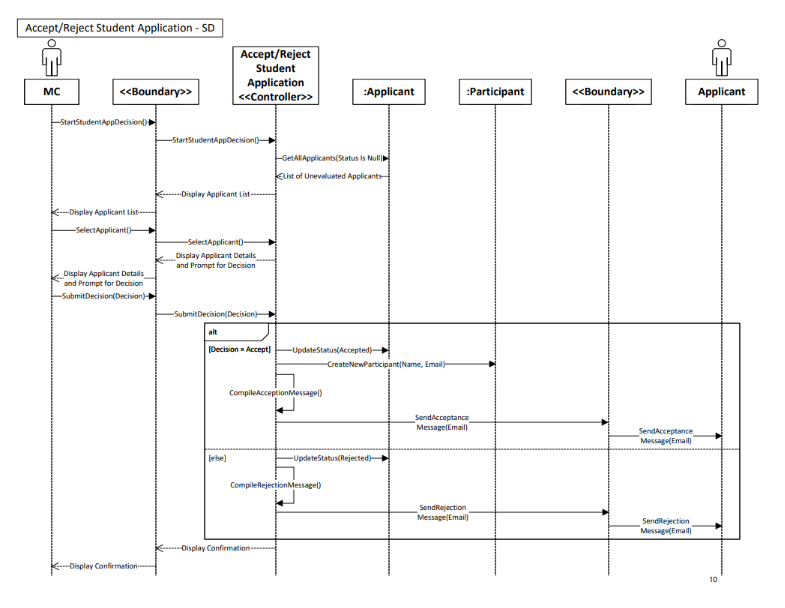 Accept/Reject Student Application - SD
MC
<<Boundary>>
Accept/Reject
Student
Application
<<Controller>>
:Applicant
:Participant
<<Boundary>>
Applicant
StartStudentAppDecision()
StartStudentAppDecision()
GetAllApplicants(Status Is Null)
List of Unevaluated Applicants
Display Applicant List
Display Applicant List
SelectApplicant()
SelectApplicant()
Display Applicant Details
and Prompt for Decision
Display Applicant Details
and Prompt for Decision
SubmitDecision(Decision)
SubmitDecision(Decision)
alt
[Decision = Accept]
UpdateStatus(Accepted)
CreateNewParticipant(Name, Email)
CompileAcceptionMessage()
SendAcceptance
Message(Email)
SendAcceptance
Message(Email)
[else]
UpdateStatus(Rejected)
CompileRejectionMessage()
SendRejection
Message(Email)
SendRejection
Message(Email)
Display Confirmation
Display Confirmation
10